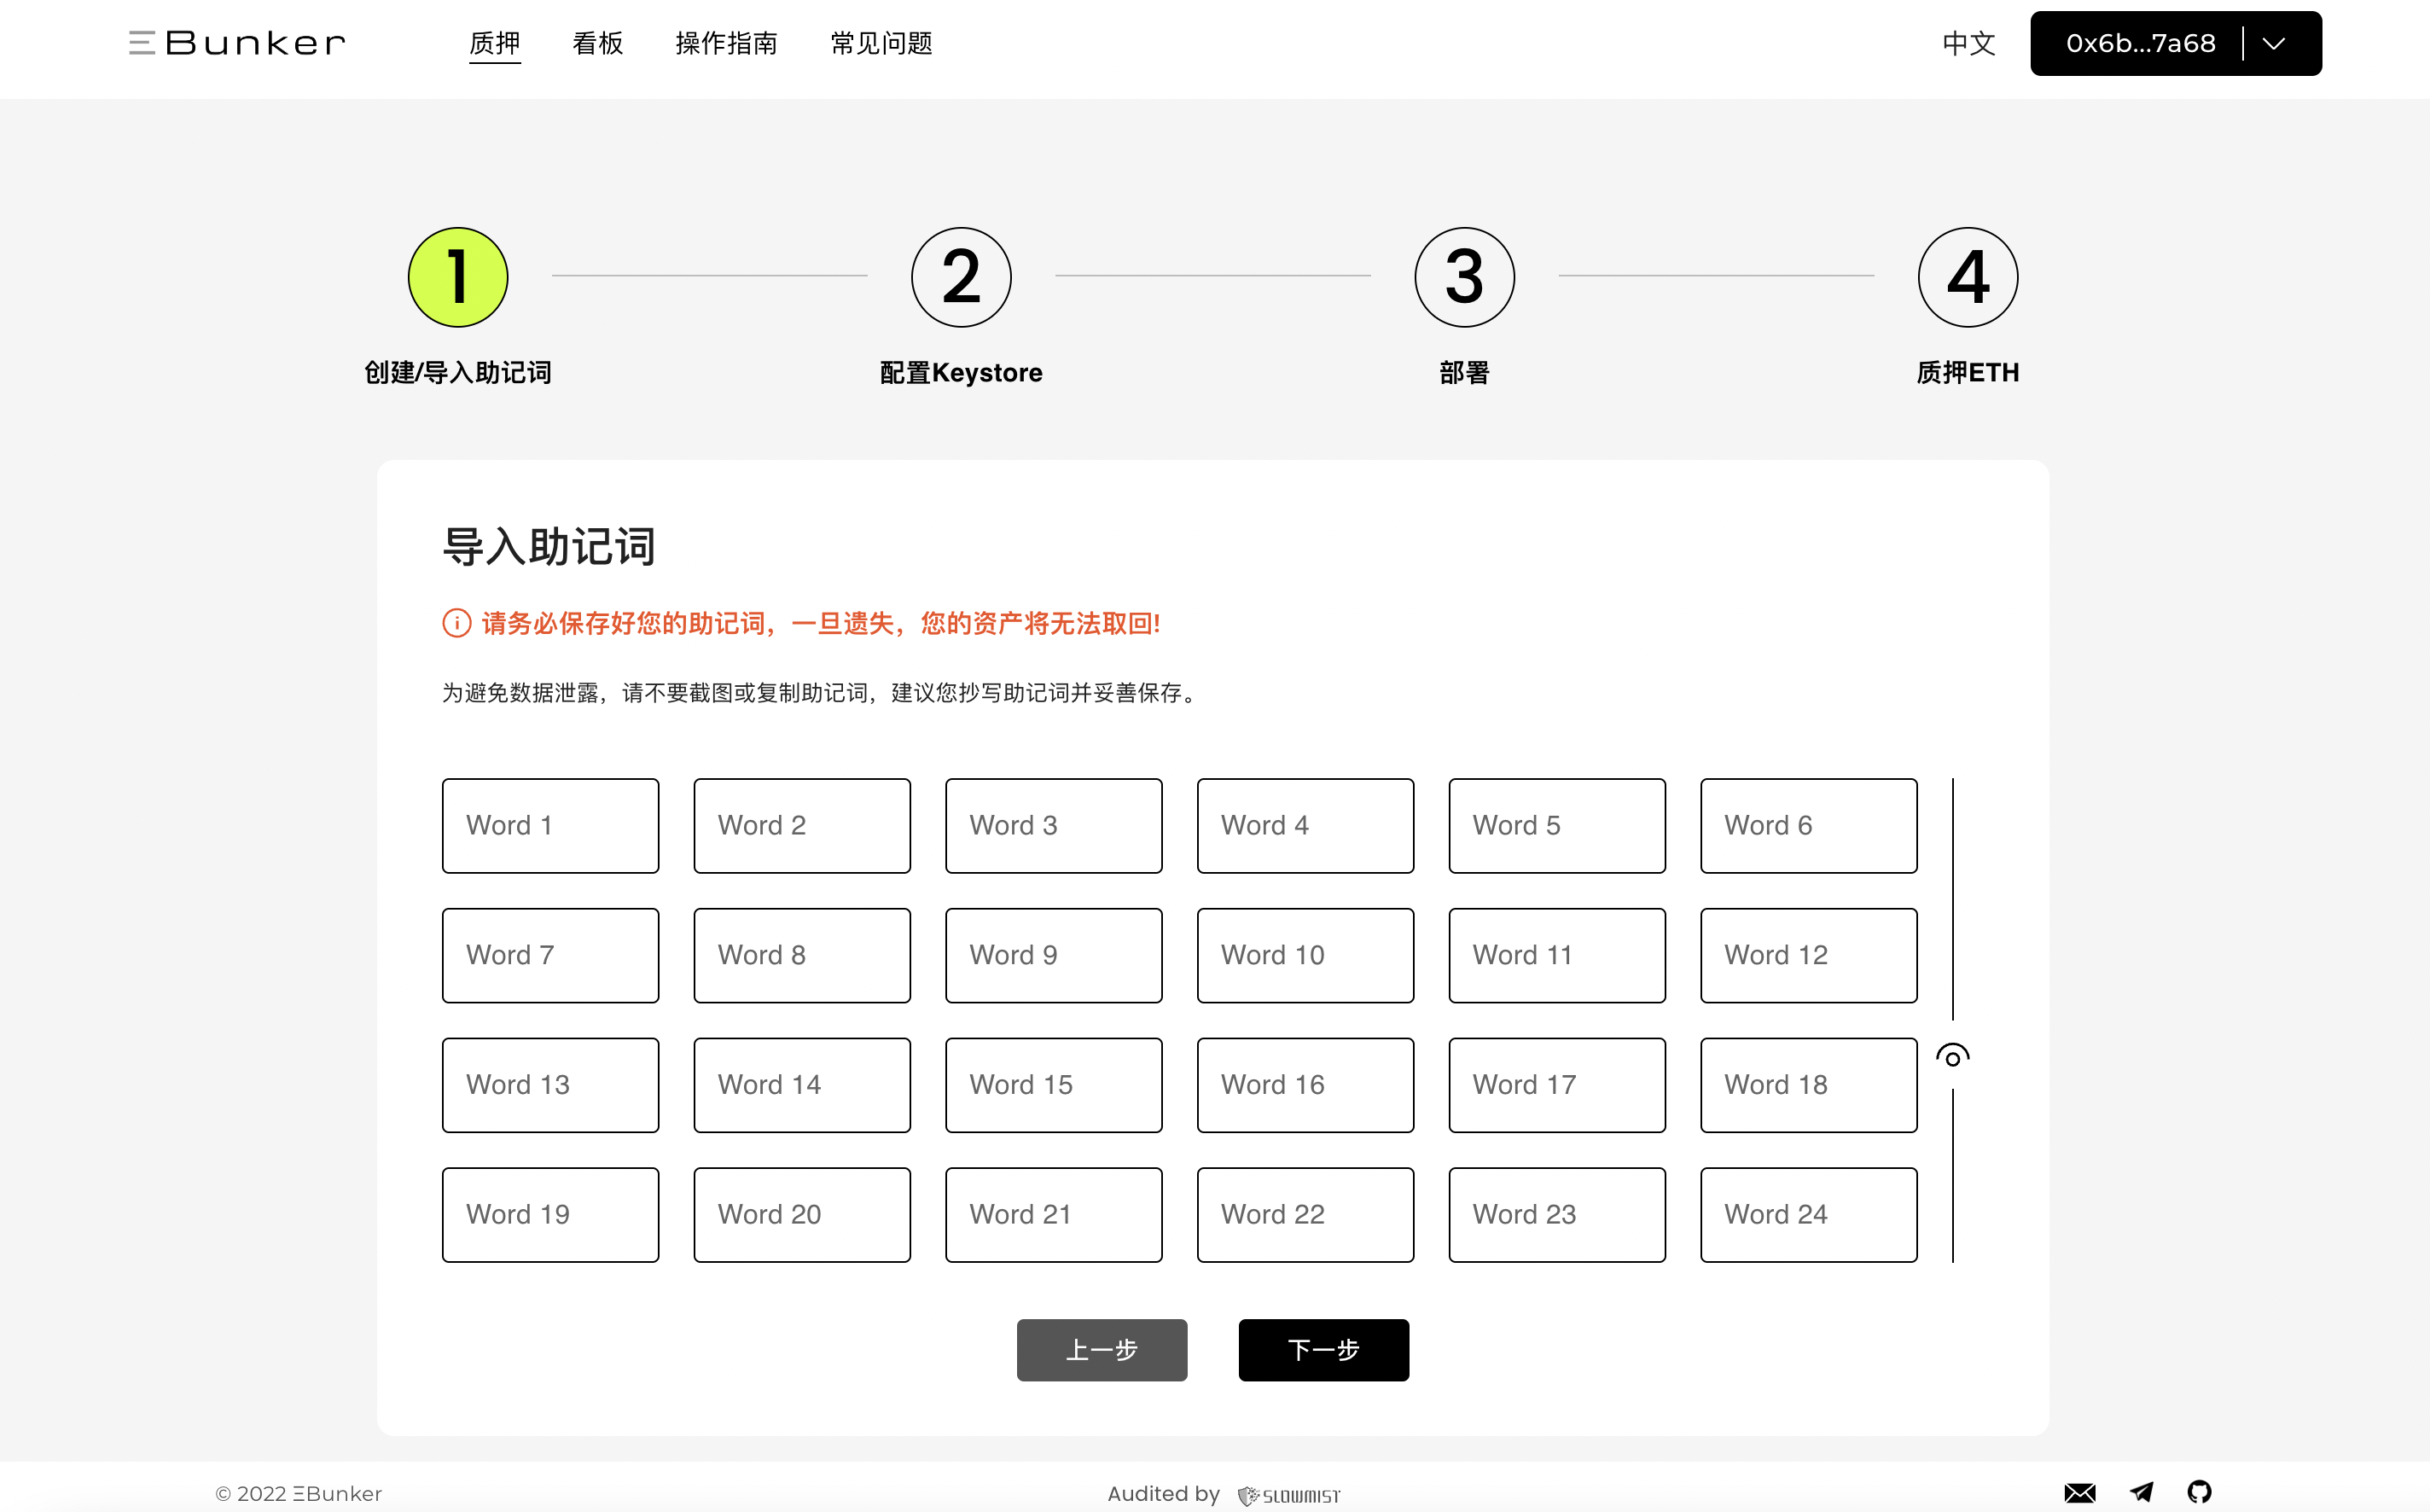 ΞBunker 质押 看板 操作指南 常见问题 中文 0x6b...7a68
1 2 3 4
创建/导入助记词 配置Keystore 部署 质押ETH
导入助记词
请务必保存好您的助记词，一旦遗失，您的资产将无法取回!
为避免数据泄露，请不要截图或复制助记词，建议您抄写助记词并妥善保存。
Word 1 Word 2 Word 3 Word 4 Word 5 Word 6
Word 7 Word 8 Word 9 Word 10 Word 11 Word 12
Word 13 Word 14 Word 15 Word 16 Word 17 Word 18
Word 19 Word 20 Word 21 Word 22 Word 23 Word 24
上一步 下一步
© 2022 ΞBunker Audited by SLOWMIST